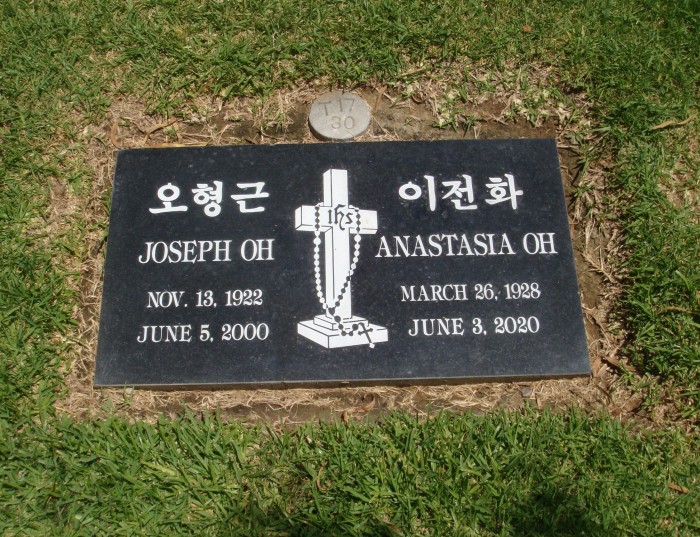 T 17
30
오형근
JOSEPH OH
NOV. 13, 1922
JUNE 5, 2000
ihs
이전화
ANASTASIA OH
MARCH 26, 1928
JUNE 3, 2020